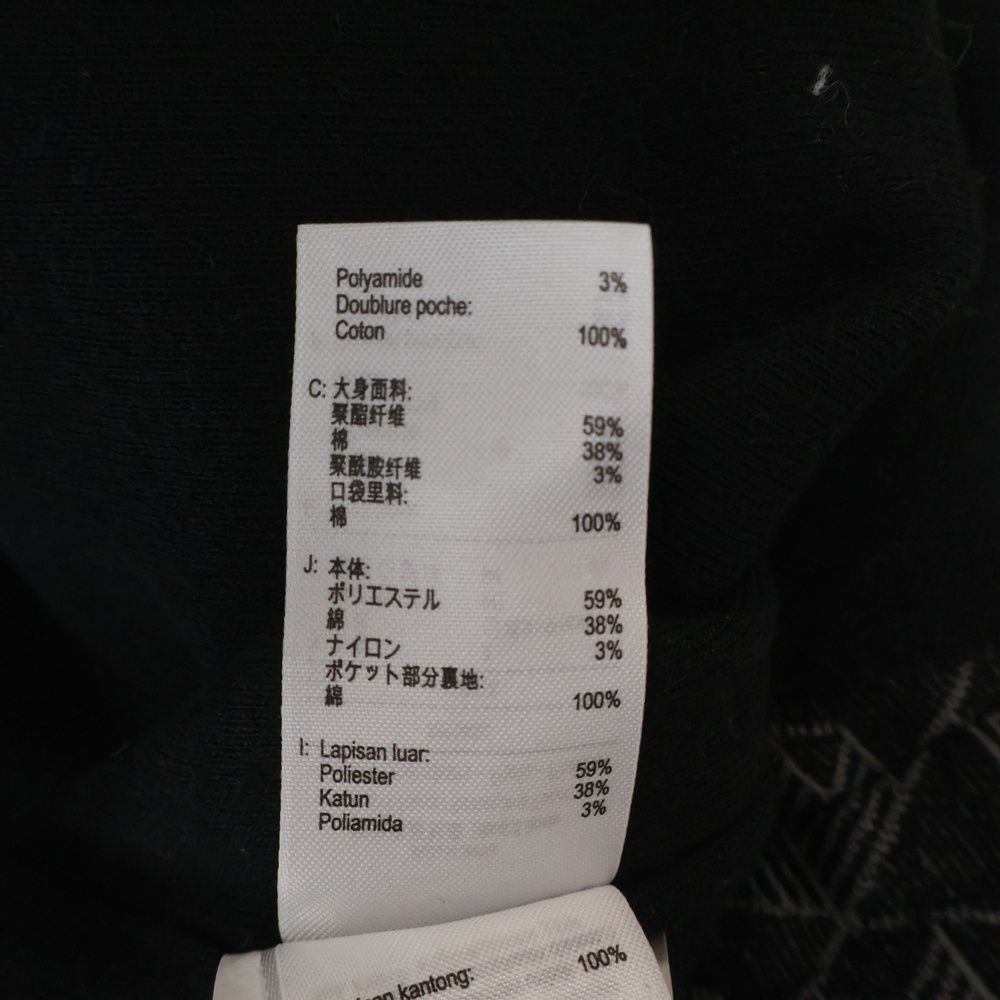 Polyamide 3%
Doublure poche:
Coton 100%
C: 大身面料:
聚酯纤维 59%
棉 38%
聚酰胺纤维 3%
口袋里料:
棉 100%
J: 本体:
ポリエステル 59%
綿 38%
ナイロン 3%
ポケット部分裏地:
綿 100%
I: Lapisan luar:
Poliester 59%
Katun 38%
Poliamida 3%
kantong: 100%